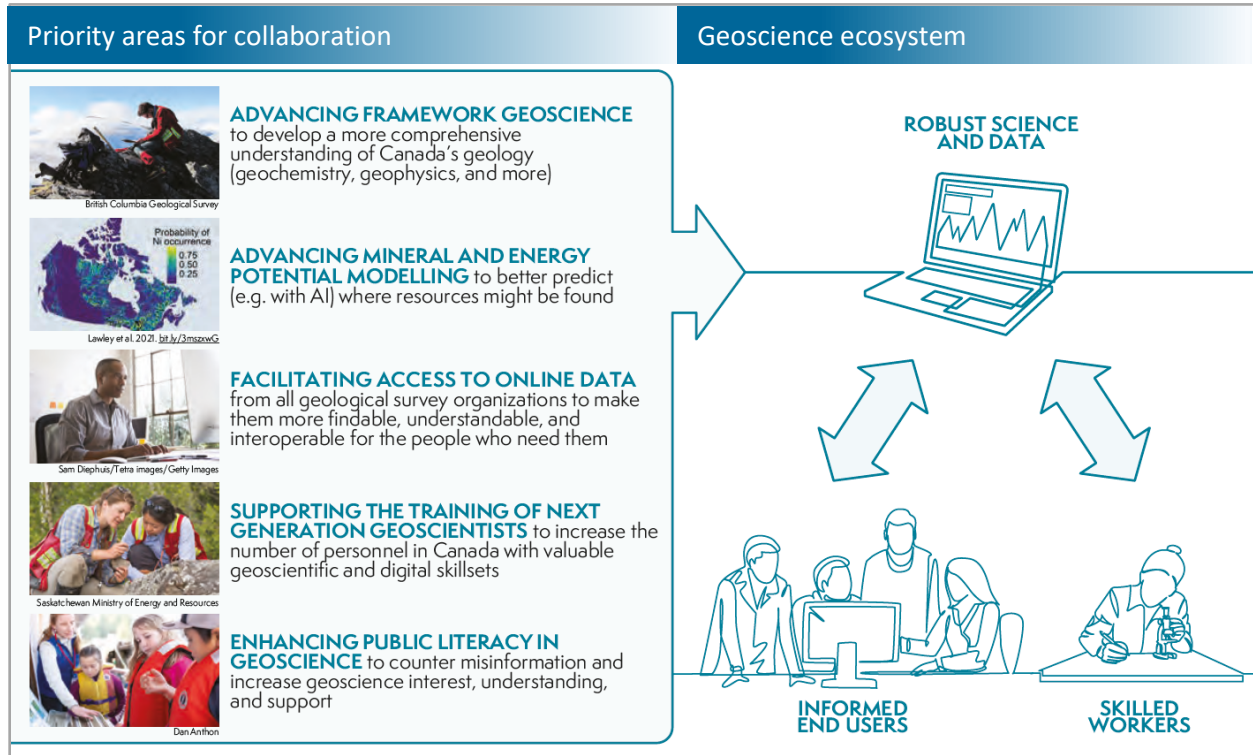 Priority areas for collaboration
ADVANCING FRAMEWORK GEOSCIENCE
to develop a more comprehensive
understanding of Canada's geology
(geochemistry, geophysics, and more)
British Columbia Geological Survey
Probability of
Ni occurrence
0.75
0.50
0.25
ADVANCING MINERAL AND ENERGY
POTENTIAL MODELLING to better predict
(e.g. with AI) where resources might be found
Lawley et al. 2021. bit.ly/3mszxwG
FACILITATING ACCESS TO ONLINE DATA
from all geological survey organizations to make
them more findable, understandable, and
interoperable for the people who need them
Sam Diephuis/Tetra images/Getty Images
SUPPORTING THE TRAINING OF NEXT
GENERATION GEOSCIENTISTS to increase the
number of personnel in Canada with valuable
geoscientific and digital skillsets
Saskatchewan Ministry of Energy and Resources
ENHANCING PUBLIC LITERACY IN
GEOSCIENCE to counter misinformation and
increase geoscience interest, understanding,
and support
Dan Anthon
Geoscience ecosystem
ROBUST SCIENCE
AND DATA
INFORMED
END USERS
SKILLED
WORKERS